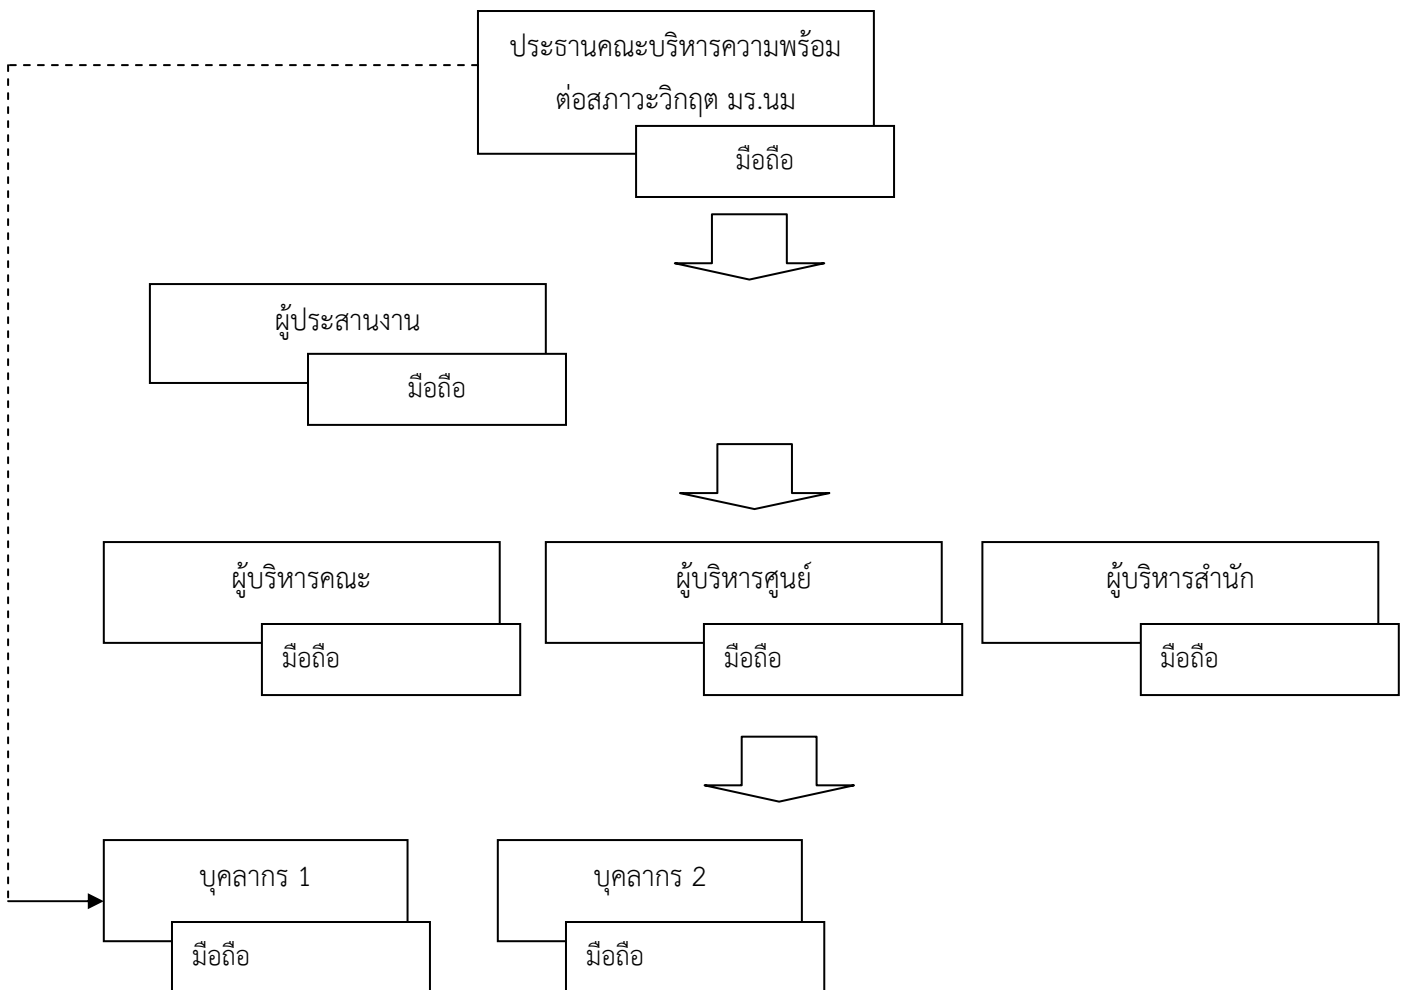 ประธานคณะบริหารความพร้อม
ต่อสภาวะวิกฤต มร.นม
มือถือ
ผู้ประสานงาน
มือถือ
ผู้บริหารคณะ
มือถือ
ผู้บริหารศูนย์
มือถือ
ผู้บริหารสำนัก
มือถือ
บุคลากร 1
มือถือ
บุคลากร 2
มือถือ